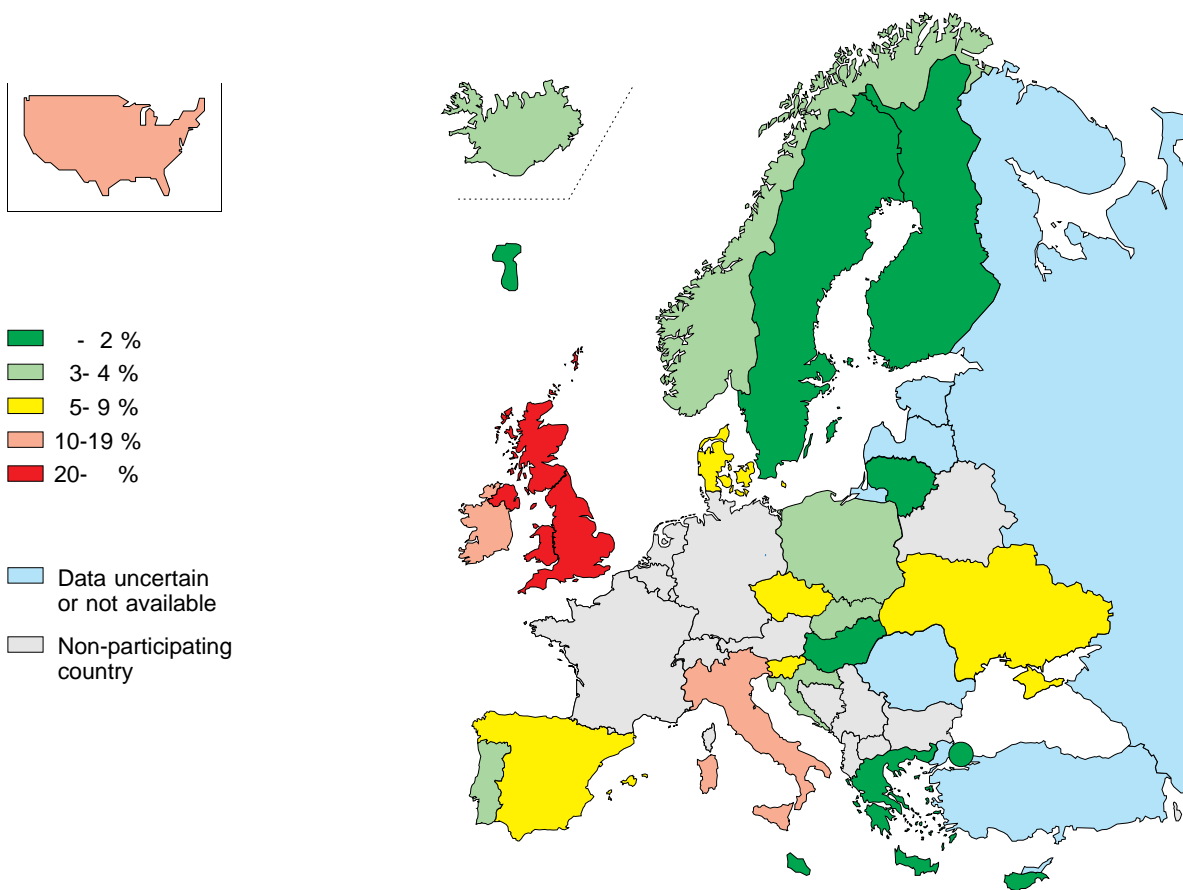 - 2 %
3- 4 %
5- 9 %
10-19 %
20- %
Data uncertain
or not available
Non-participating
country